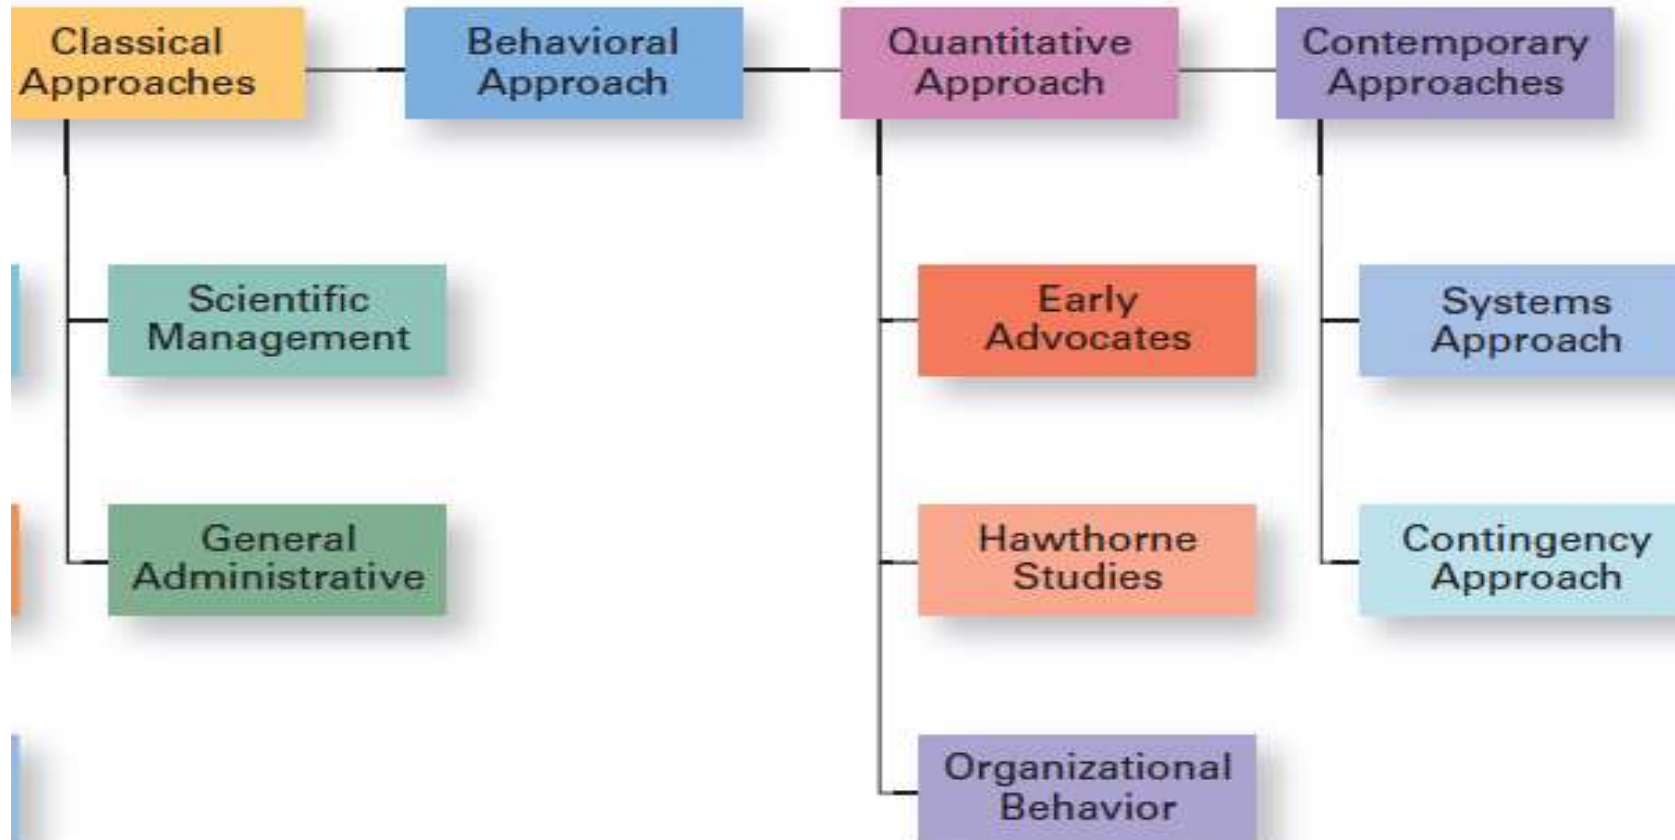 Classical
Approaches
Behavioral
Approach
Quantitative
Approach
Contemporary
Approaches
Scientific
Management
Early
Advocates
Systems
Approach
General
Administrative
Hawthorne
Studies
Contingency
Approach
Organizational
Behavior